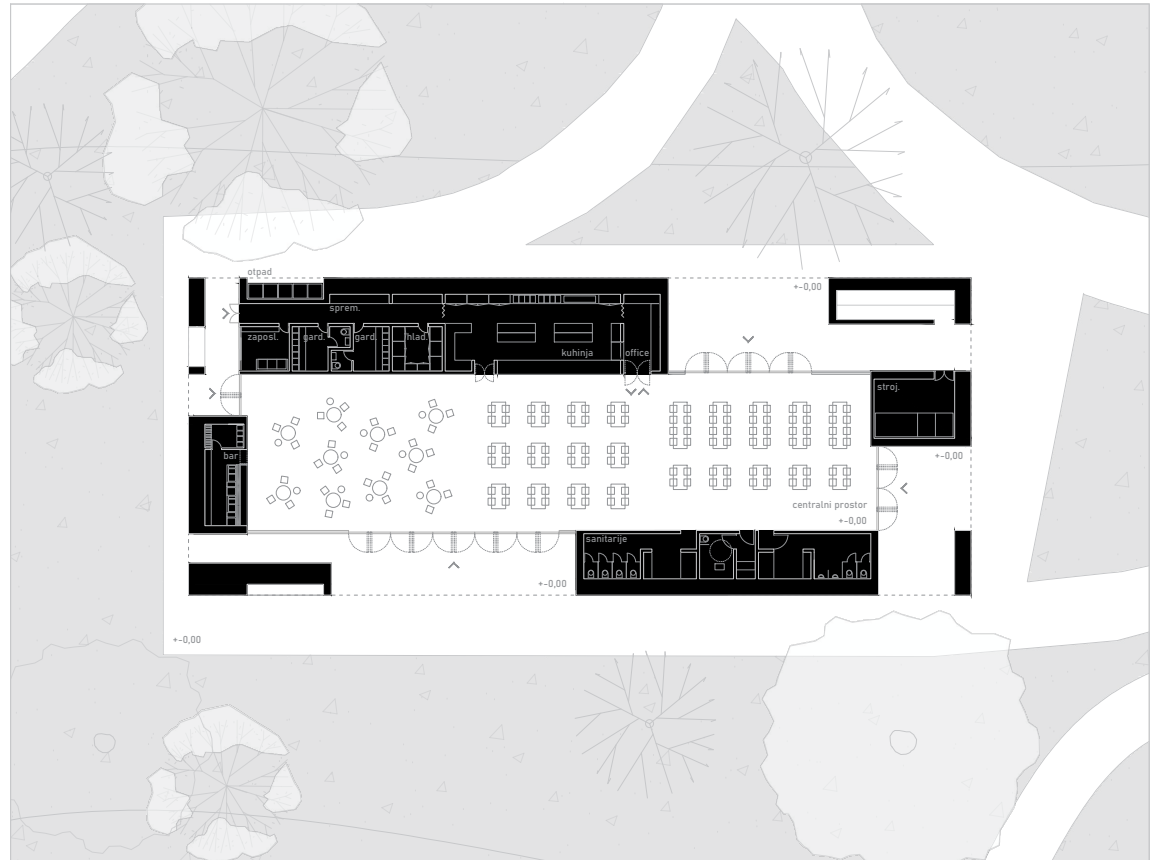 otpad
+-0,00
sprem.
zaposl.
gard.
gard.
hlad.
kuhinja
office
stroj.
bar
+-0,00
centralni prostor
+-0,00
sanitarije
+-0,00
+-0,00